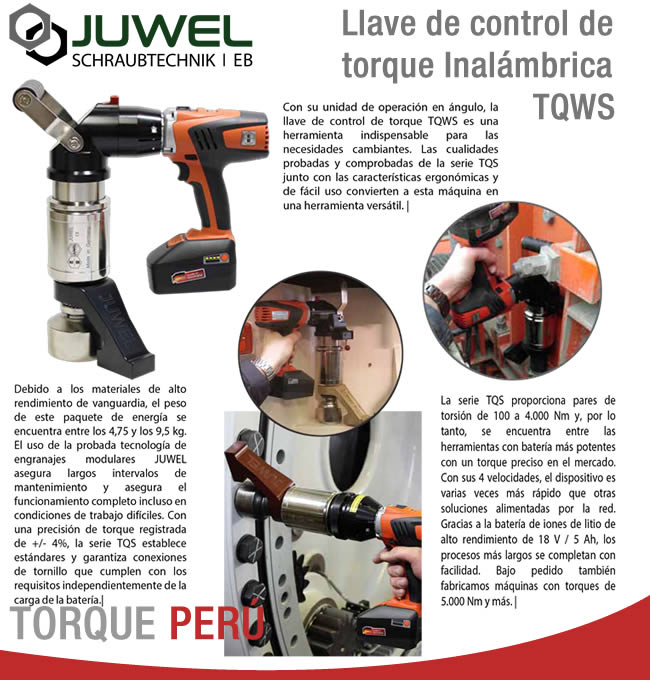 JUWEL
SCHRAUBTECHNIK | EB
Llave de control de
torque Inalámbrica
TQWS
Con su unidad de operación en ángulo, la
llave de control de torque TQWS es una
herramienta indispensable para las
necesidades cambiantes. Las cualidades
probadas y comprobadas de la serie TQS
junto con las características ergonómicas y
de fácil uso convierten a esta máquina en
una herramienta versátil. |
JUWEL
Made in Germany
JUWEL
Debido a los materiales de alto
rendimiento de vanguardia, el peso
de este paquete de energía se
encuentra entre los 4,75 y los 9,5 kg.
El uso de la probada tecnología de
engranajes modulares JUWEL
asegura largos intervalos de
mantenimiento y asegura el
funcionamiento completo incluso en
condiciones de trabajo difíciles. Con
una precisión de torque registrada
de +/- 4%, la serie TQS establece
estándares y garantiza conexiones
de tornillo que cumplen con los
requisitos independientemente de la
carga de la batería.|
JUWEL
La serie TQS proporciona pares de
torsión de 100 a 4.000 Nm y, por lo
tanto, se encuentra entre las
herramientas con batería más potentes
con un torque preciso en el mercado.
Con sus 4 velocidades, el dispositivo es
varias veces más rápido que otras
soluciones alimentadas por la red.
Gracias a la batería de iones de litio de
alto rendimiento de 18 V / 5 Ah, los
procesos más largos se completan con
facilidad. Bajo pedido también
fabricamos máquinas con torques de
5.000 Nm y más. |
TORQUE PERU